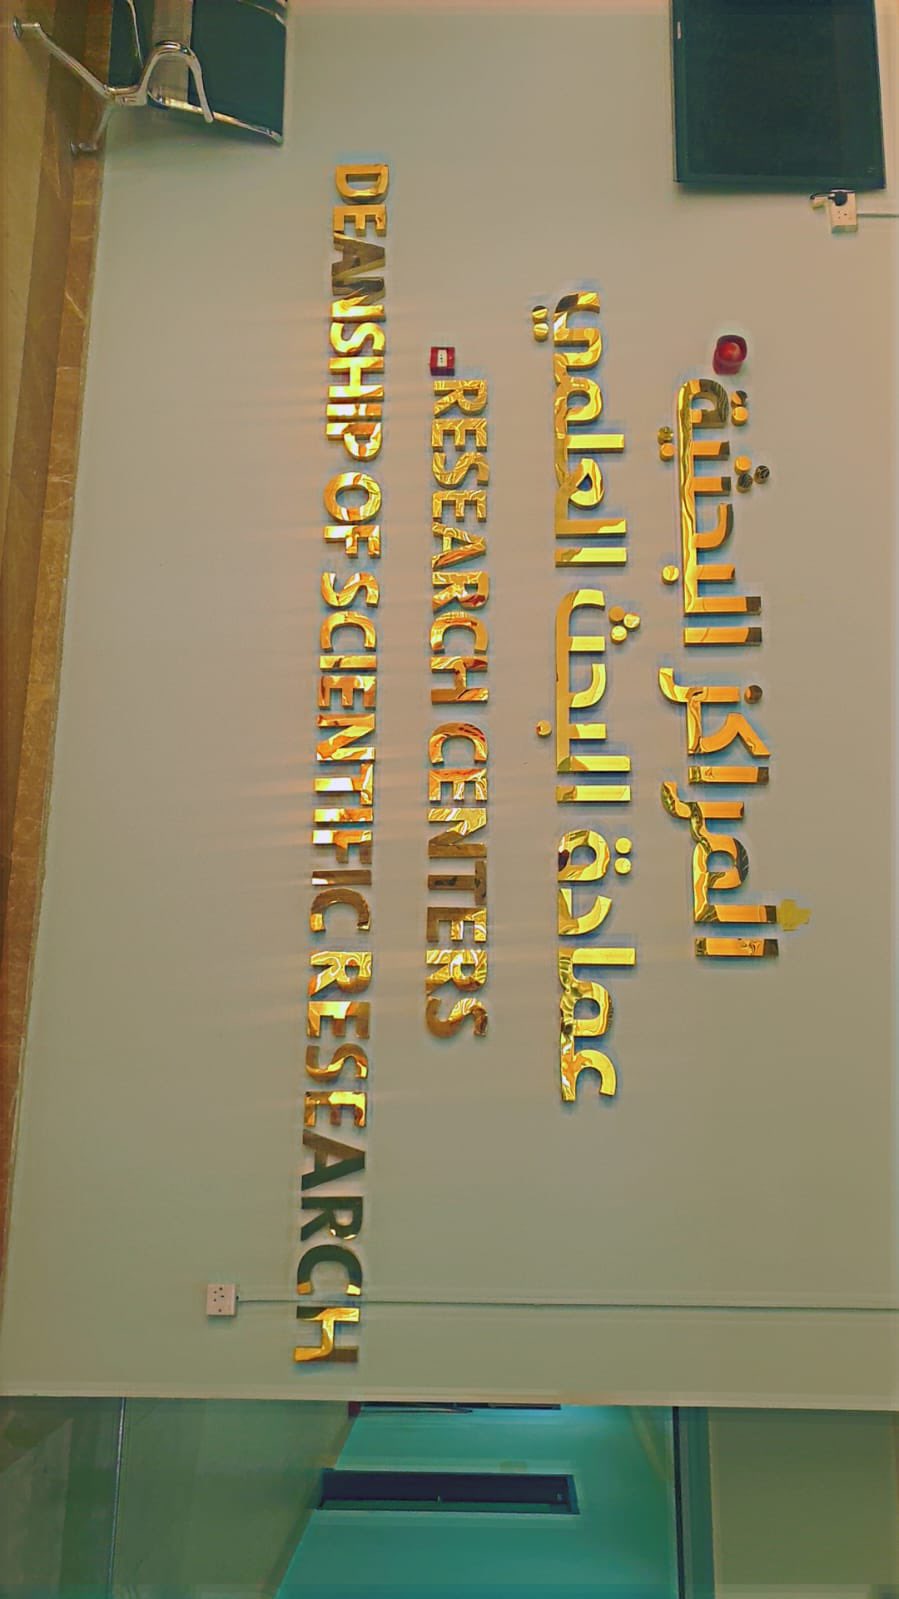 المراكز البحثية
عمادة البحث العلمي
RESEARCH CENTERS
DEANSHIP OF SCIENTIFIC RESEARCH